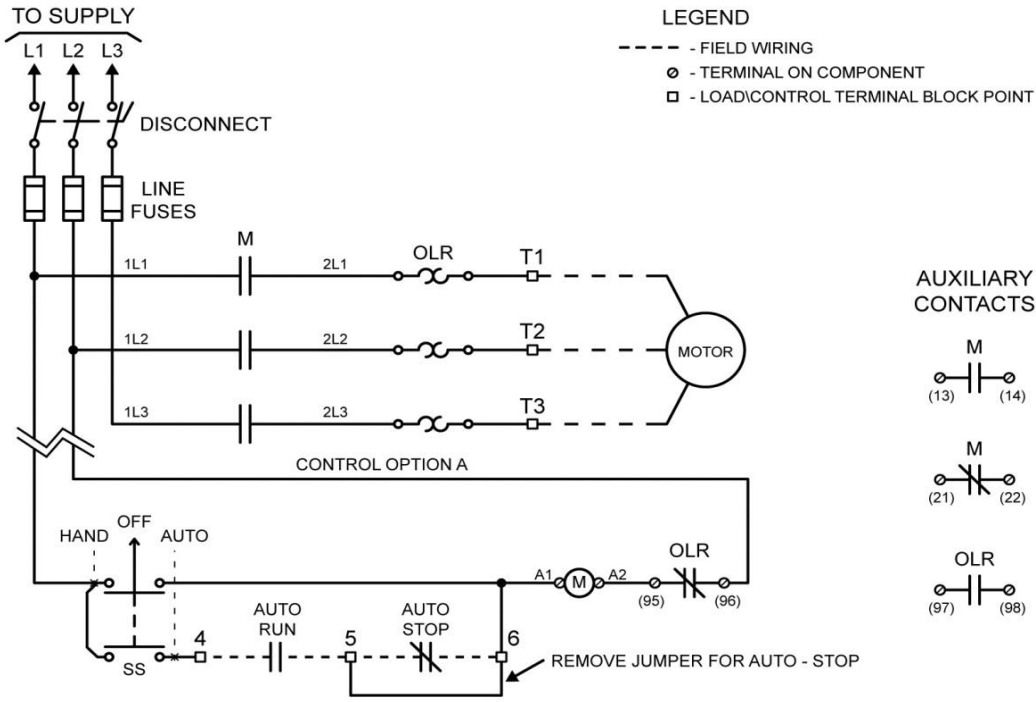 TO SUPPLY
L1 L2 L3
DISCONNECT
LINE
FUSES
LEGEND
- FIELD WIRING
- TERMINAL ON COMPONENT
- LOAD\CONTROL TERMINAL BLOCK POINT
M
OLR
1L1
2L1
T1
1L2
2L2
T2
MOTOR
1L3
2L3
T3
CONTROL OPTION A
AUXILIARY
CONTACTS
M
(13) (14)
M
(21) (22)
OLR
(97) (98)
HAND
OFF
AUTO
A1
M
A2
OLR
(95) (96)
SS
4
AUTO
RUN
5
AUTO
STOP
6
REMOVE JUMPER FOR AUTO - STOP